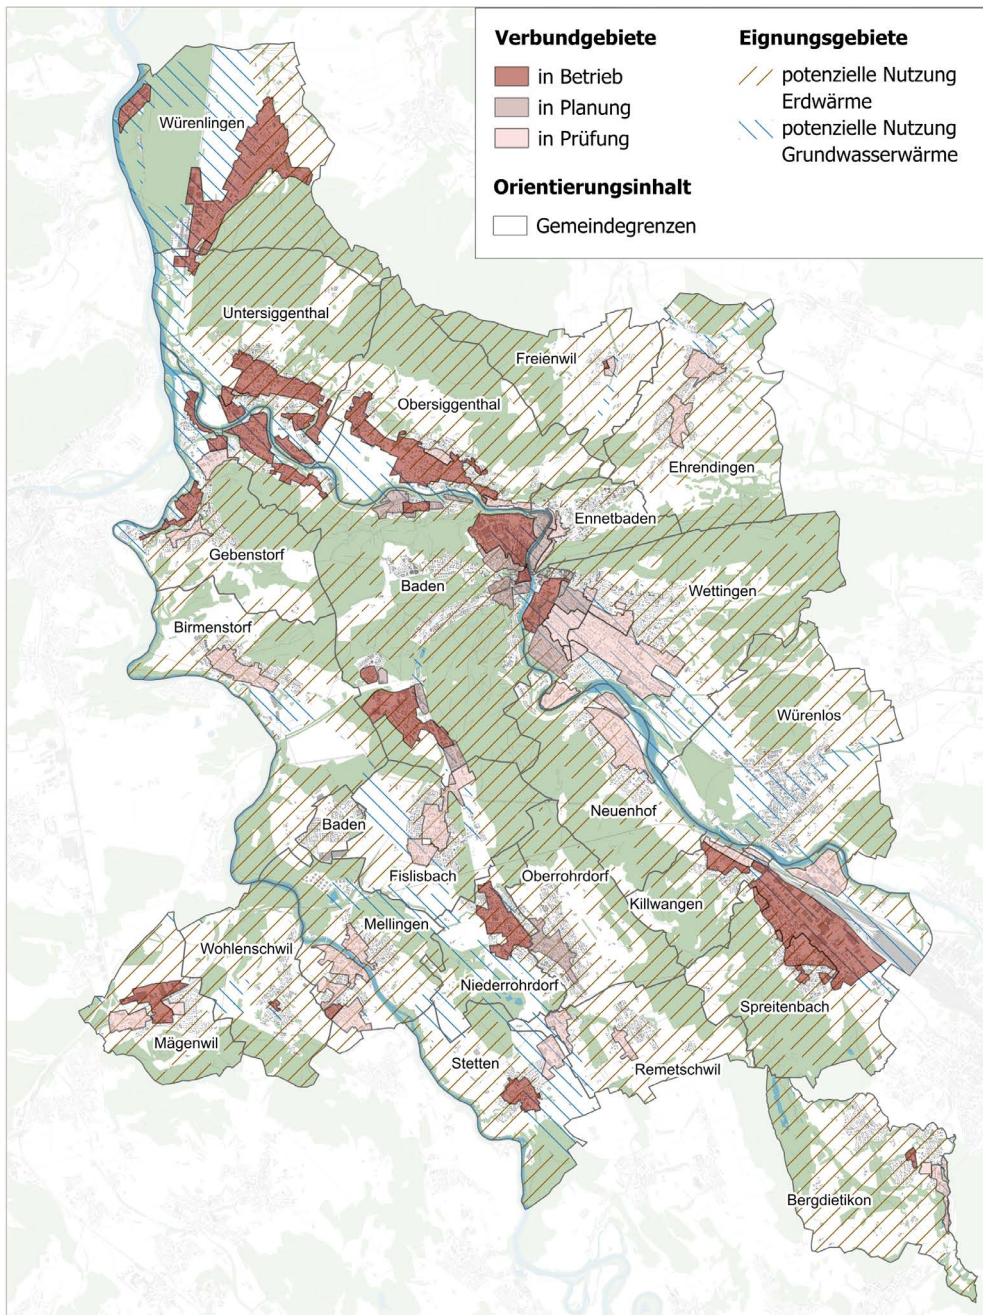 Verbundgebiete
in Betrieb
in Planung
in Prüfung
Orientierungsinhalt
Gemeindegrenzen
Eignungsgebiete
potenzielle Nutzung
Erdwärme
potenzielle Nutzung
Grundwasserwärme
Würenlingen
Untersiggenthal
Freienwil
Obersiggenthal
Ehrendingen
Ennetbaden
Gebenstorf
Baden
Wettingen
Birmenstorf
Würenlos
Neuenhof
Baden
Fislisbach
Oberrohrdorf
Killwangen
Mellingen
Wohlenschwil
Niederrohrdorf
Spreitenbach
Mägenwil
Stetten
Remetschwil
Bergdietikon